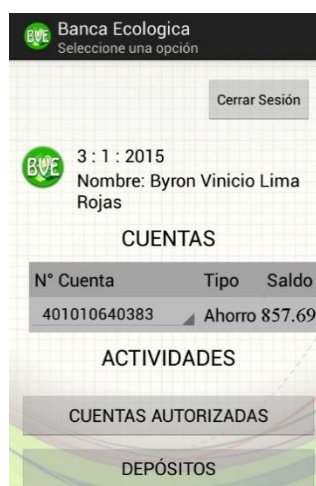 BVE Banca Ecologica
Seleccione una opción
Cerrar Sesión
BVE
3 : 1 : 2015
Nombre: Byron Vinicio Lima
Rojas
CUENTAS
N° Cuenta Tipo Saldo
401010640383 Ahorro 857.69
ACTIVIDADES
CUENTAS AUTORIZADAS
DEPÓSITOS